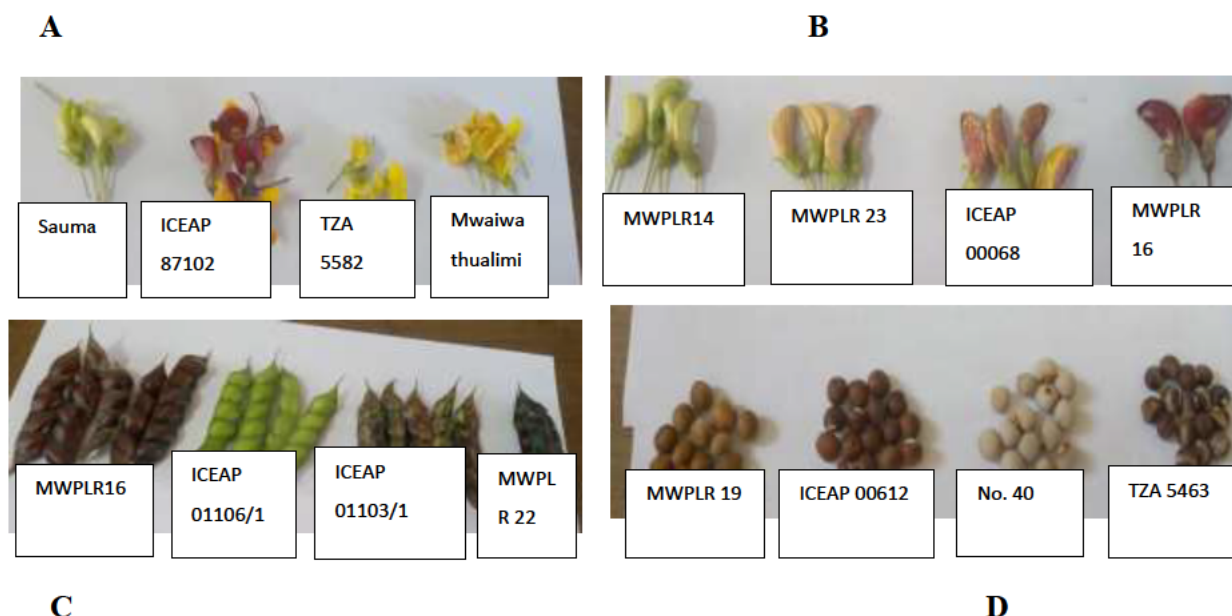 A
B
Sauma
ICEAP
87102
TZA
5582
Mwaiwa
thualimi
MWPLR14
MWPLR 23
ICEAP
00068
MWPLR
16
MWPLR16
ICEAP
01106/1
ICEAP
01103/1
MWPL
R 22
MWPLR 19
ICEAP 00612
No. 40
TZA 5463
C
D